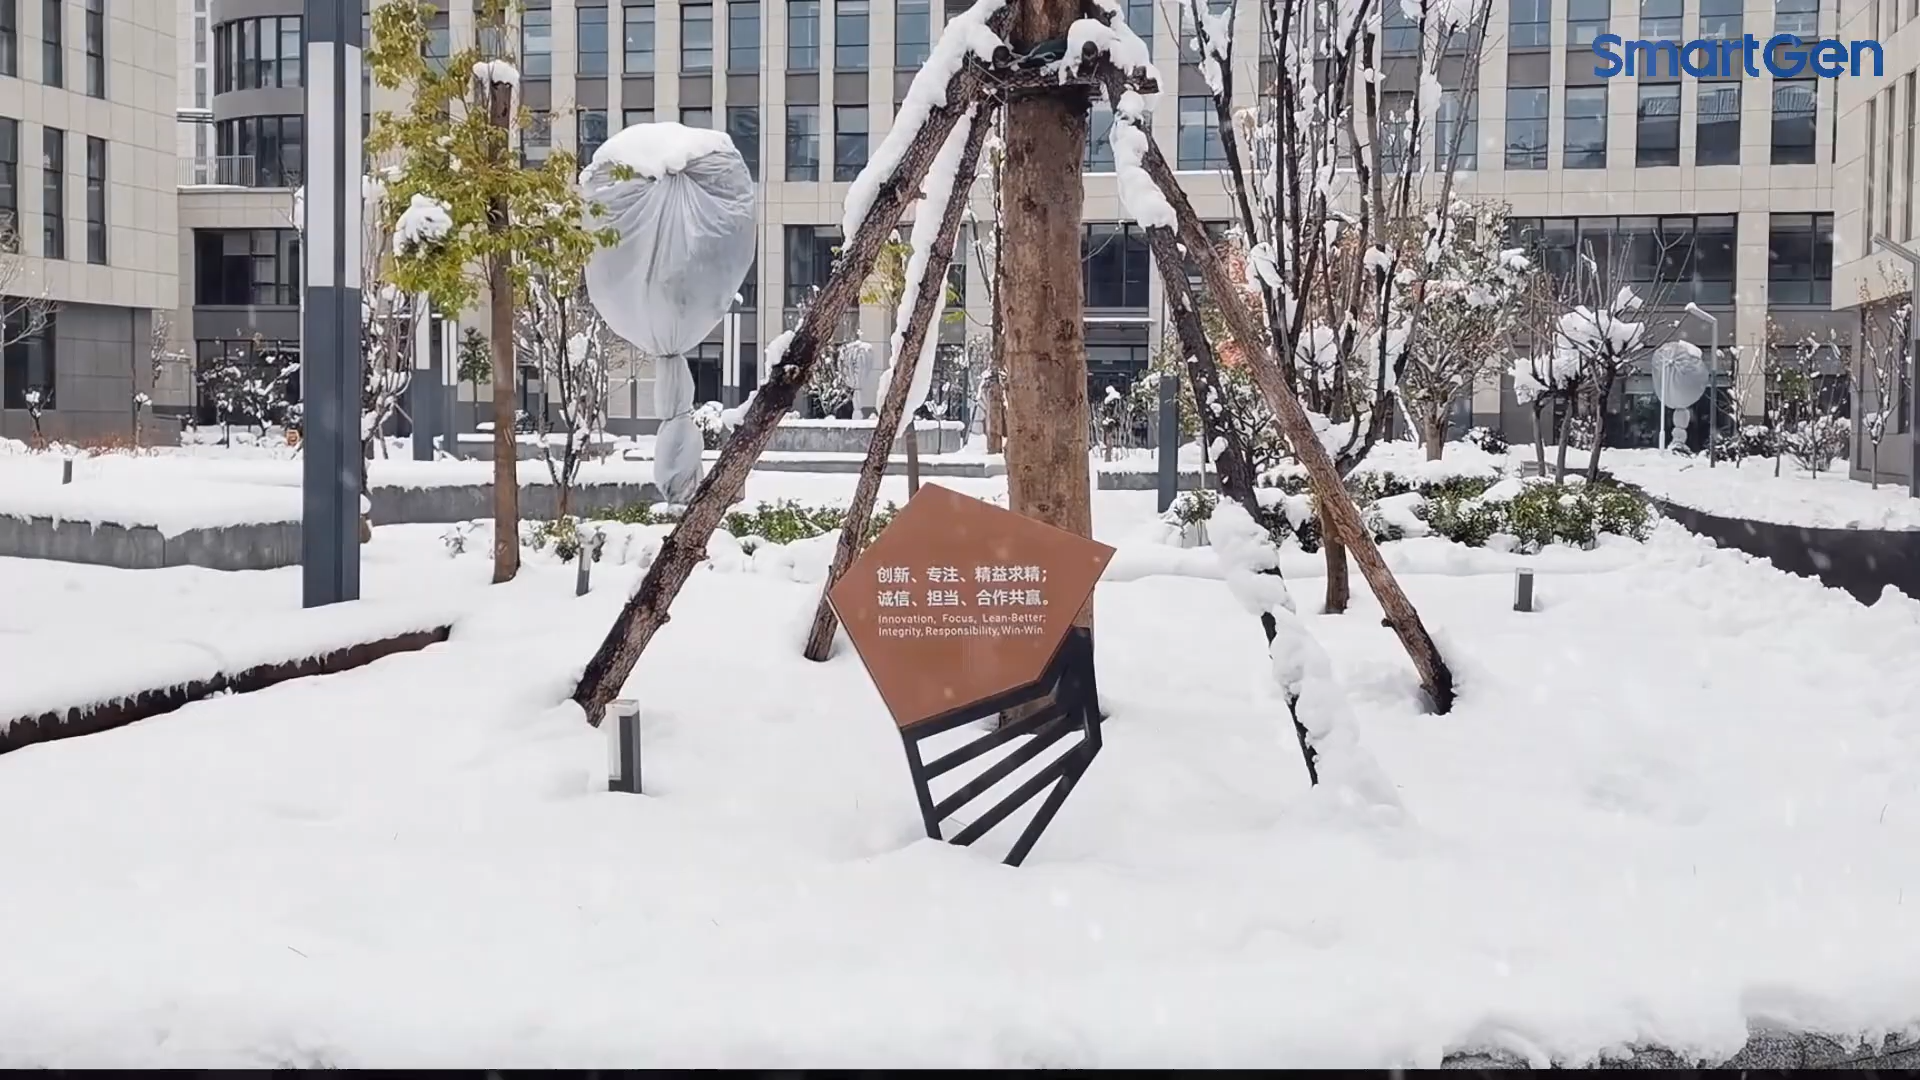 SmartGen
创新、专注、精益求精；
诚信、担当、合作共赢。
Innovation, Focus, Lean-Better;
Integrity, Responsibility, Win-Win.